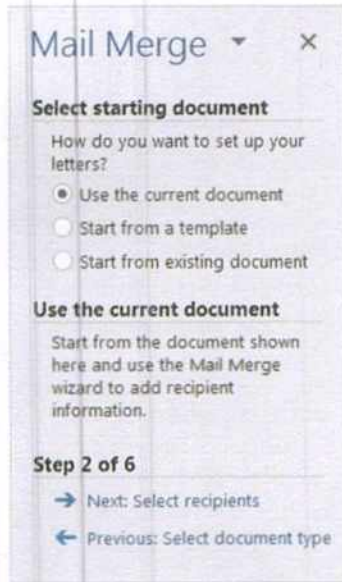 Mail Merge
Select starting document
How do you want to set up your
letters?
Use the current document
Start from a template
Start from existing document
Use the current document
Start from the document shown
here and use the Mail Merge
wizard to add recipient
information.
Step 2 of 6
Next: Select recipients
Previous: Select document type